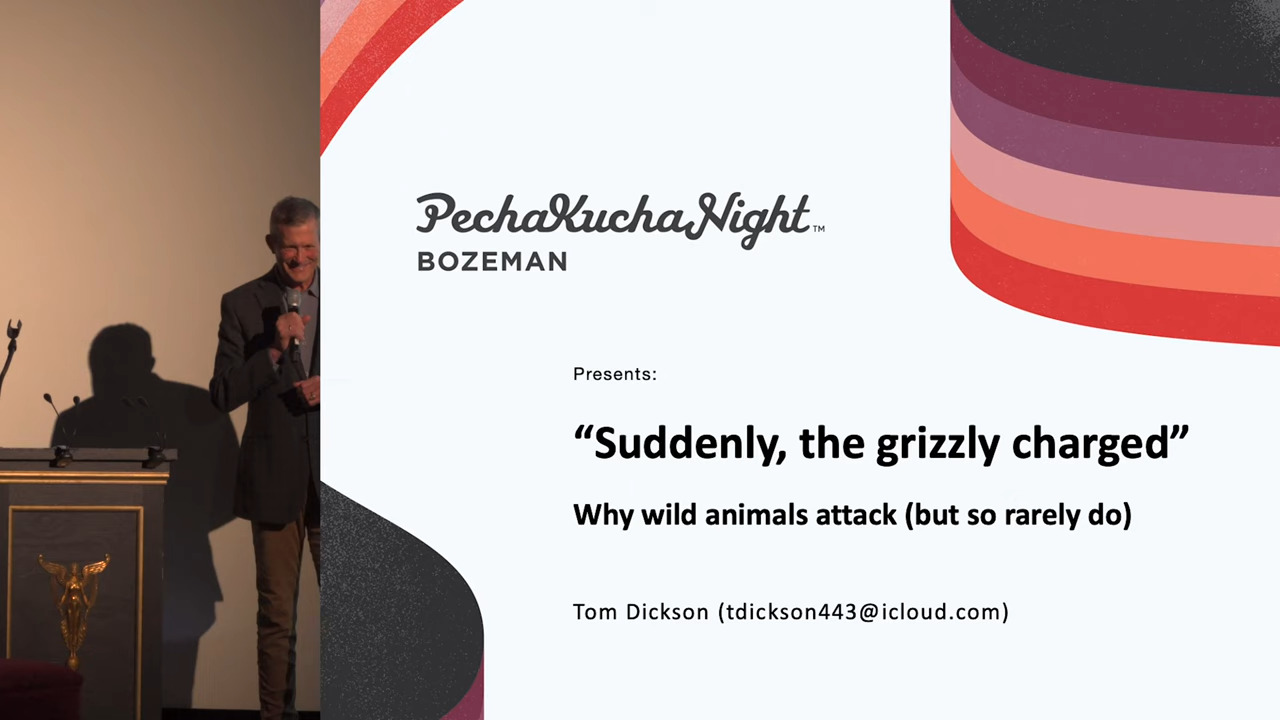 PechaKuchaNight™
BOZEMAN
Presents:
“Suddenly, the grizzly charged”
Why wild animals attack (but so rarely do)
Tom Dickson (tdickson443@icloud.com)